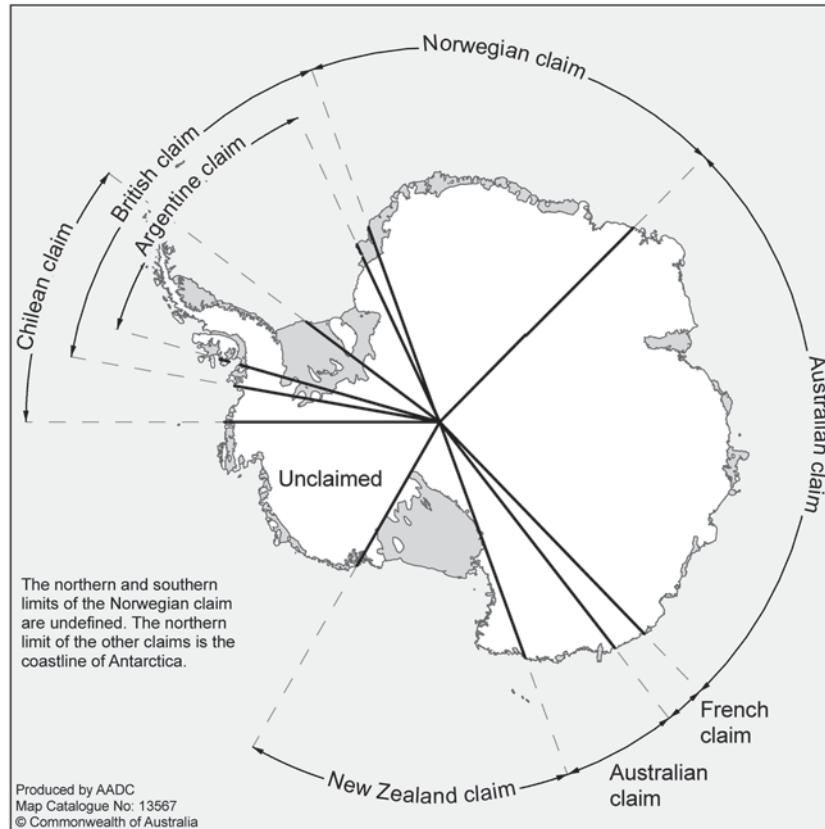 Norwegian claim
British claim
Argentine claim
Chilean claim
Australian claim
Unclaimed
The northern and southern
limits of the Norwegian claim
are undefined. The northern
limit of the other claims is the
coastline of Antarctica.
French
claim
Australian
claim
New Zealand claim
Produced by AADC
Map Catalogue No: 13567
© Commonwealth of Australia